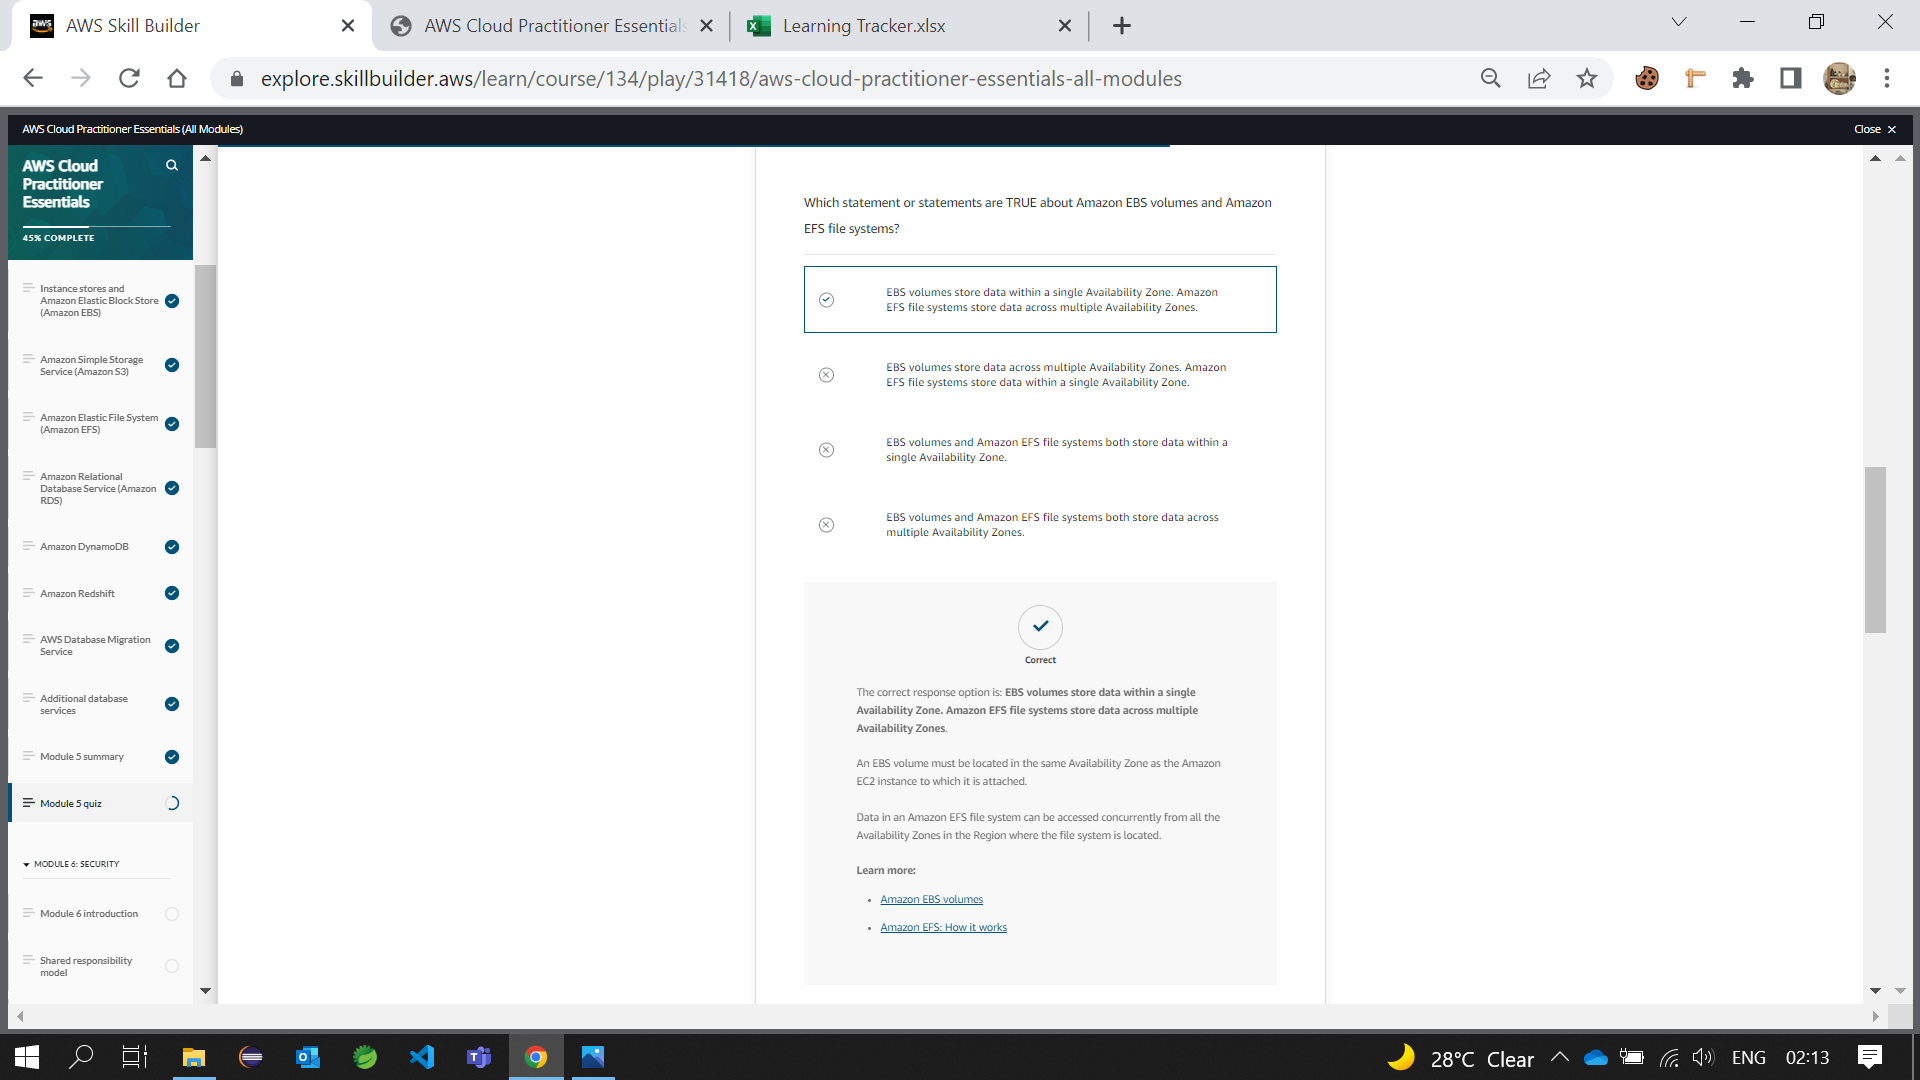 AWS Skill Builder
AWS Cloud Practitioner Essentials
Learning Tracker.xlsx
explore.skillbuilder.aws/learn/course/134/play/31418/aws-cloud-practitioner-essentials-all-modules
AWS Cloud Practitioner Essentials (All Modules)
Close
AWS Cloud
Practitioner
Essentials
45% COMPLETE
Instance stores and
Amazon Elastic Block Store
(Amazon EBS)
Amazon Simple Storage
Service (Amazon S3)
Amazon Elastic File System
(Amazon EFS)
Amazon Relational
Database Service (Amazon
RDS)
Amazon DynamoDB
Amazon Redshift
AWS Database Migration
Service
Additional database
services
Module 5 summary
Module 5 quiz
MODULE 6: SECURITY
Module 6 introduction
Shared responsibility
model
Which statement or statements are TRUE about Amazon EBS volumes and Amazon
EFS file systems?
EBS volumes store data within a single Availability Zone. Amazon
EFS file systems store data across multiple Availability Zones.
EBS volumes store data across multiple Availability Zones. Amazon
EFS file systems store data within a single Availability Zone.
EBS volumes and Amazon EFS file systems both store data within a
single Availability Zone.
EBS volumes and Amazon EFS file systems both store data across
multiple Availability Zones.
Correct
The correct response option is: EBS volumes store data within a single
Availability Zone. Amazon EFS file systems store data across multiple
Availability Zones.
An EBS volume must be located in the same Availability Zone as the Amazon
EC2 instance to which it is attached.
Data in an Amazon EFS file system can be accessed concurrently from all the
Availability Zones in the Region where the file system is located.
Learn more:
Amazon EBS volumes
Amazon EFS: How it works
28°C Clear
ENG
02:13